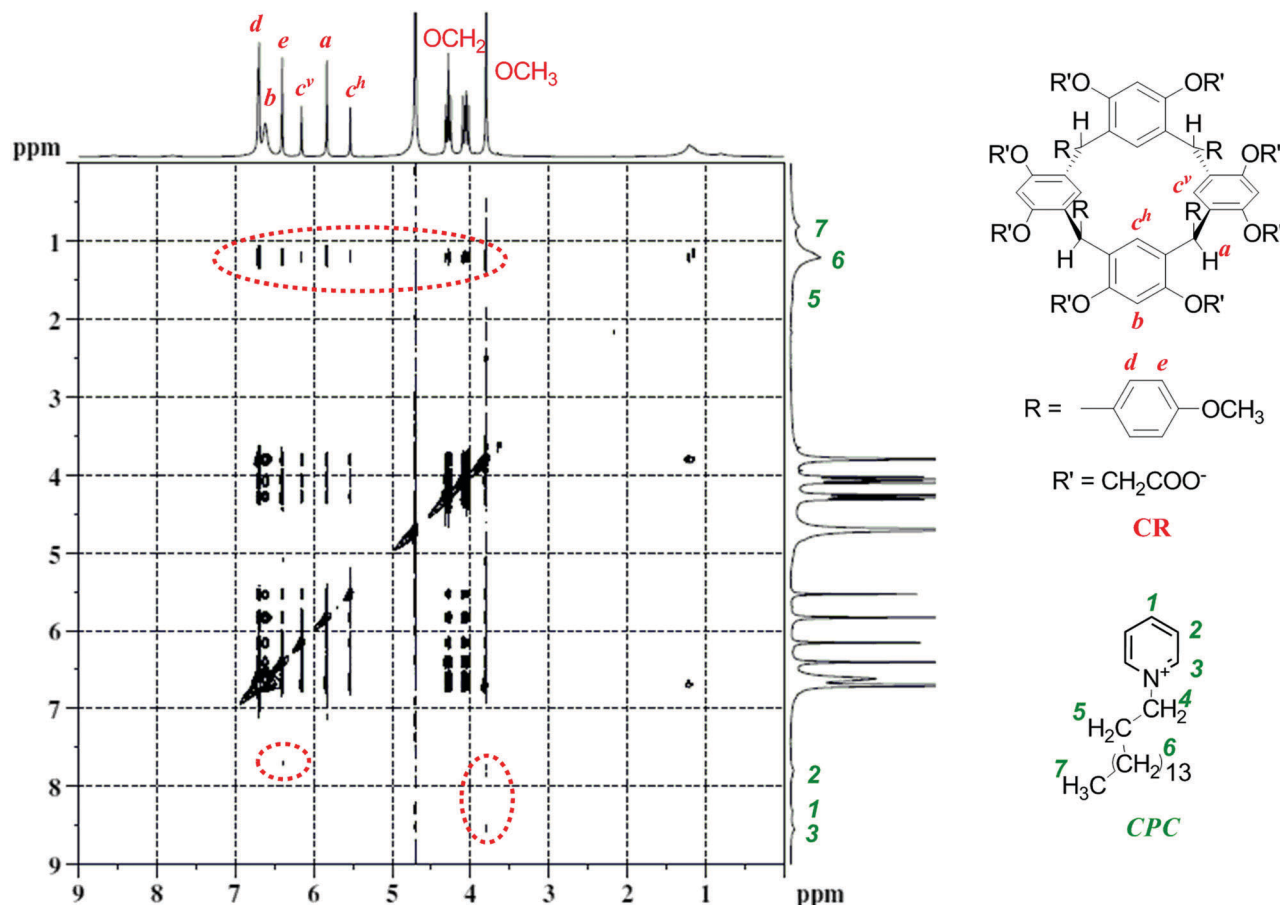 d
e
a
b
c^v
c^h
OCH₂
OCH₃
ppm
1
2
3
4
5
6
7
8
9
9 8 7 6 5 4 3 2 1 ppm
7
6
5
2
1
3
R'O OR'
H H
R'O R R OR'
c^v
R c^h R
R'O OR'
H H a
R'O OR'
b
d e
R = OCH₃
R' = CH₂COO⁻
CR
1
2
3
N⁺
4
5 CH₂
H₂C
6
7 (CH₂)13
H₃C
CPC